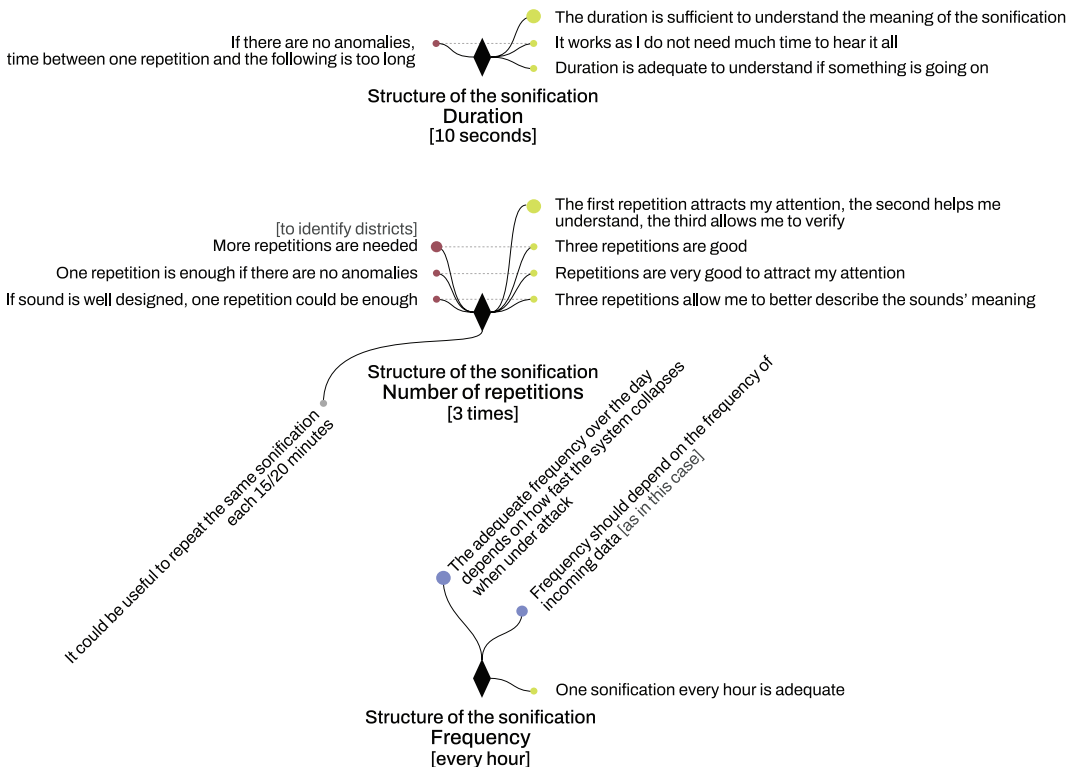 The duration is sufficient to understand the meaning of the sonification
If there are no anomalies,
time between one repetition and the following is too long
It works as I do not need much time to hear it all
Duration is adequate to understand if something is going on
Structure of the sonification
Duration
[10 seconds]
The first repetition attracts my attention, the second helps me
understand, the third allows me to verify
[to identify districts]
More repetitions are needed
Three repetitions are good
One repetition is enough if there are no anomalies
Repetitions are very good to attract my attention
If sound is well designed, one repetition could be enough
Three repetitions allow me to better describe the sounds' meaning
Structure of the sonification
Number of repetitions
[3 times]
It could be useful to repeat the same sonification
each 15/20 minutes
The adequeate frequency over the day
depends on how fast the system collapses
when under attack
Frequency should depend on the frequency of
incoming data [as in this case]
One sonification every hour is adequate
Structure of the sonification
Frequency
[every hour]